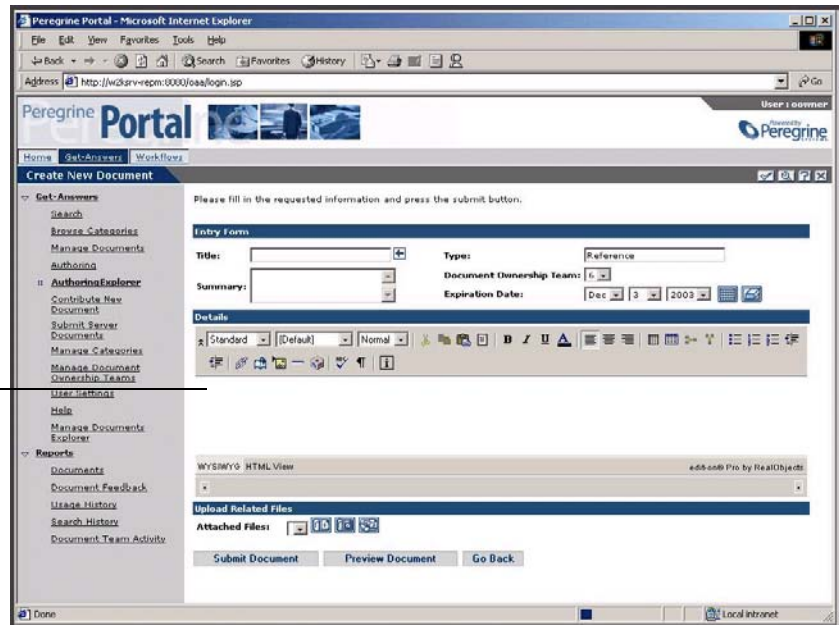 Peregrine Portal - Microsoft Internet Explorer
File Edit View Favorites Tools Help
Back Search Favorites History
Address http://w2ksrv-repm:8080/oaa/login.jsp Go
Peregrine Portal
User : oowner
Powered by
Peregrine
SYSTEMS
Home Get-Answers Workflows
Create New Document
Get-Answers
Search
Browse Categories
Manage Documents
Authoring
AuthoringExplorer
Contribute New
Document
Submit Server
Documents
Manage Categories
Manage Document
Ownership Teams
User Settings
Help
Manage Documents
Explorer
Reports
Documents
Document Feedback
Usage History
Search History
Document Team Activity
Please fill in the requested information and press the submit button.
Entry Form
Title:
Type: Reference
Summary:
Document Ownership Team: 6
Expiration Date: Dec 3 2003
Details
Standard (Default) Normal B I U A
WYSIWYG HTML View
edit-on® Pro by RealObjects
Upload Related Files
Attached Files:
Submit Document Preview Document Go Back
Done
Local intranet